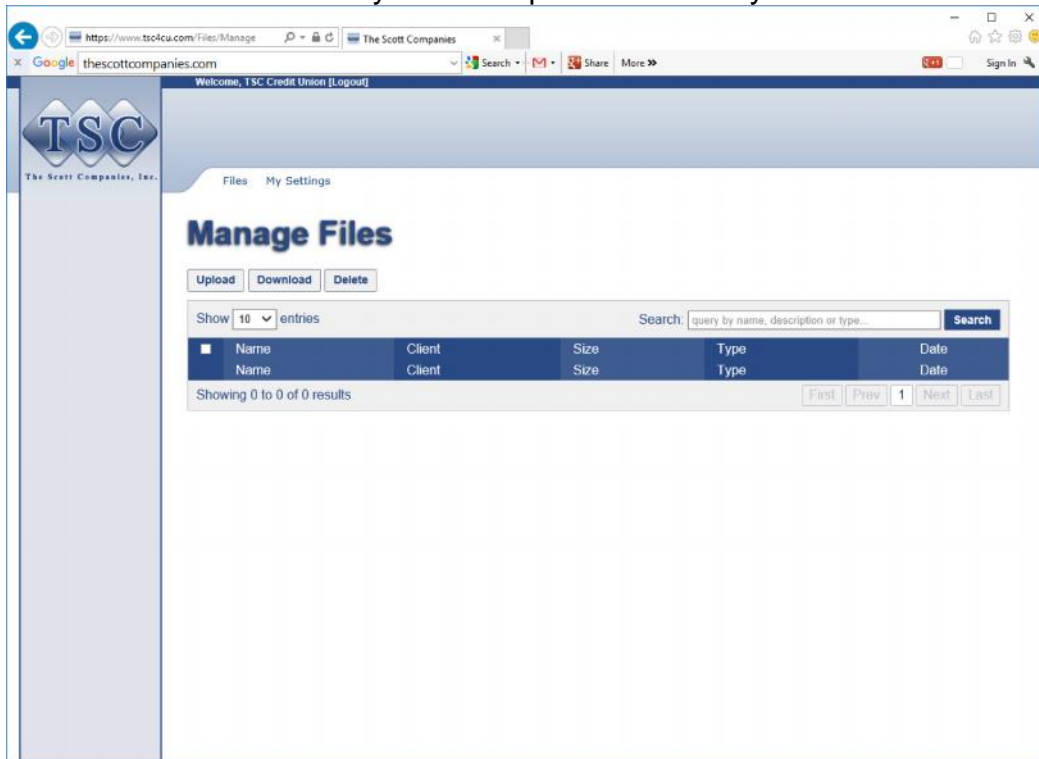 https://www.tsc4cu.com/Files/Manage
The Scott Companies
Google thescottcompanies.com Search Share More >> Sign In
Welcome, TSC Credit Union [Logout]
TSC
The Scott Companies, Inc.
Files My Settings
Manage Files
Upload Download Delete
Show 10 entries Search: query by name, description or type... Search
Name Client Size Type Date
Name Client Size Type Date
Showing 0 to 0 of 0 results First Prev 1 Next Last